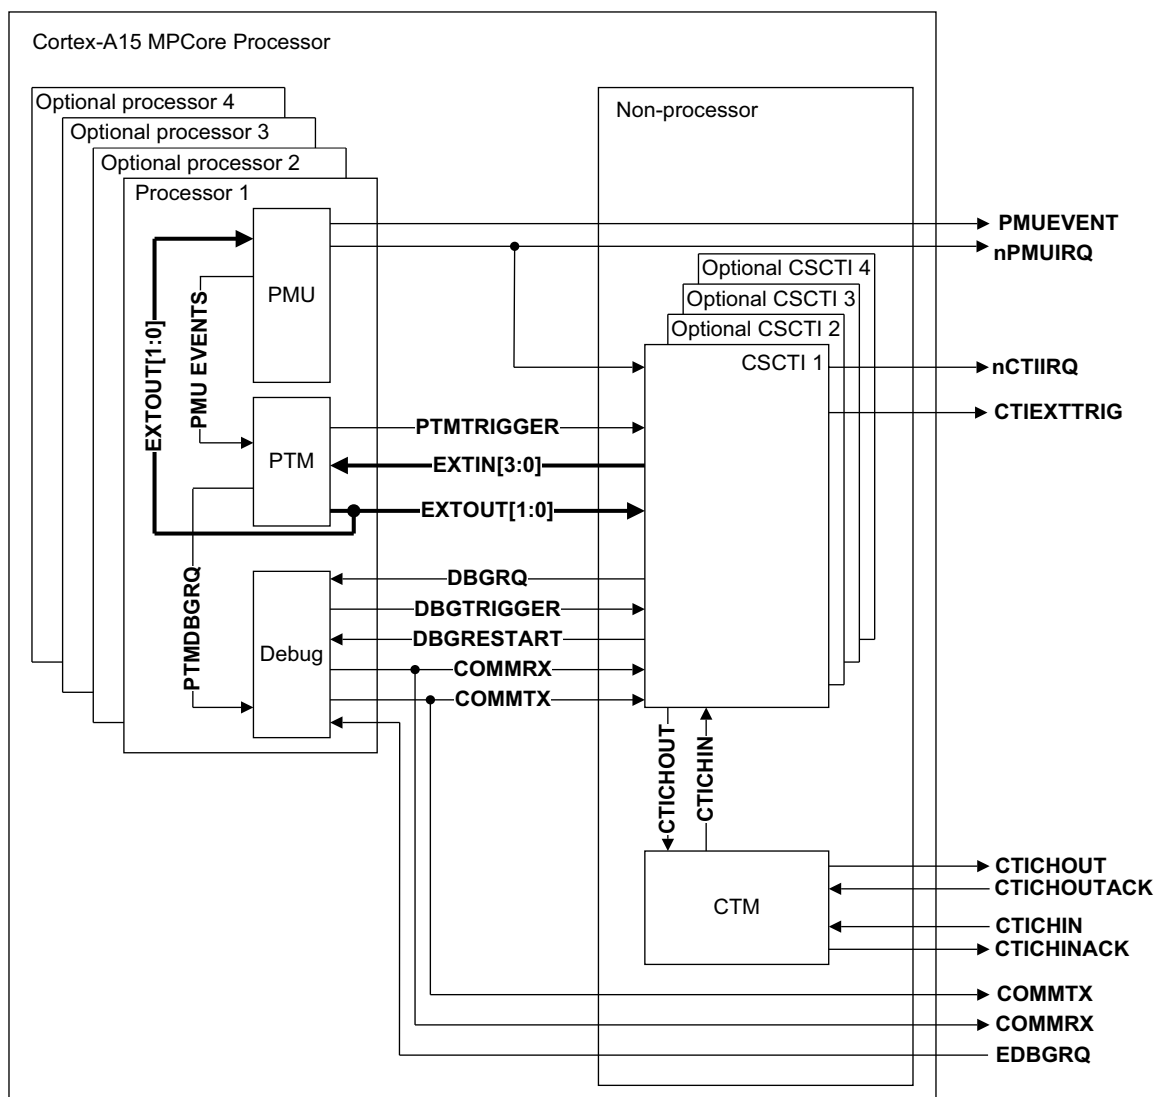 Cortex-A15 MPCore Processor
Optional processor 4
Optional processor 3
Optional processor 2
Processor 1
Non-processor
PMUEVENT
nPMUIRQ
Optional CSCTI 4
Optional CSCTI 3
Optional CSCTI 2
CSCTI 1
PMU
EXTOUT[1:0]
PMU EVENTS
nCTIIRQ
CTIEXTTRIG
PTMTRIGGER
PTM
EXTIN[3:0]
EXTOUT[1:0]
PTMDBGRQ
DBGRQ
DBGTRIGGER
DBGRESTART
Debug
COMMRX
COMMTX
CTICHOUT
CTICHIN
CTM
CTICHOUT
CTICHOUTACK
CTICHIN
CTICHINACK
COMMTX
COMMRX
EDBGRQ